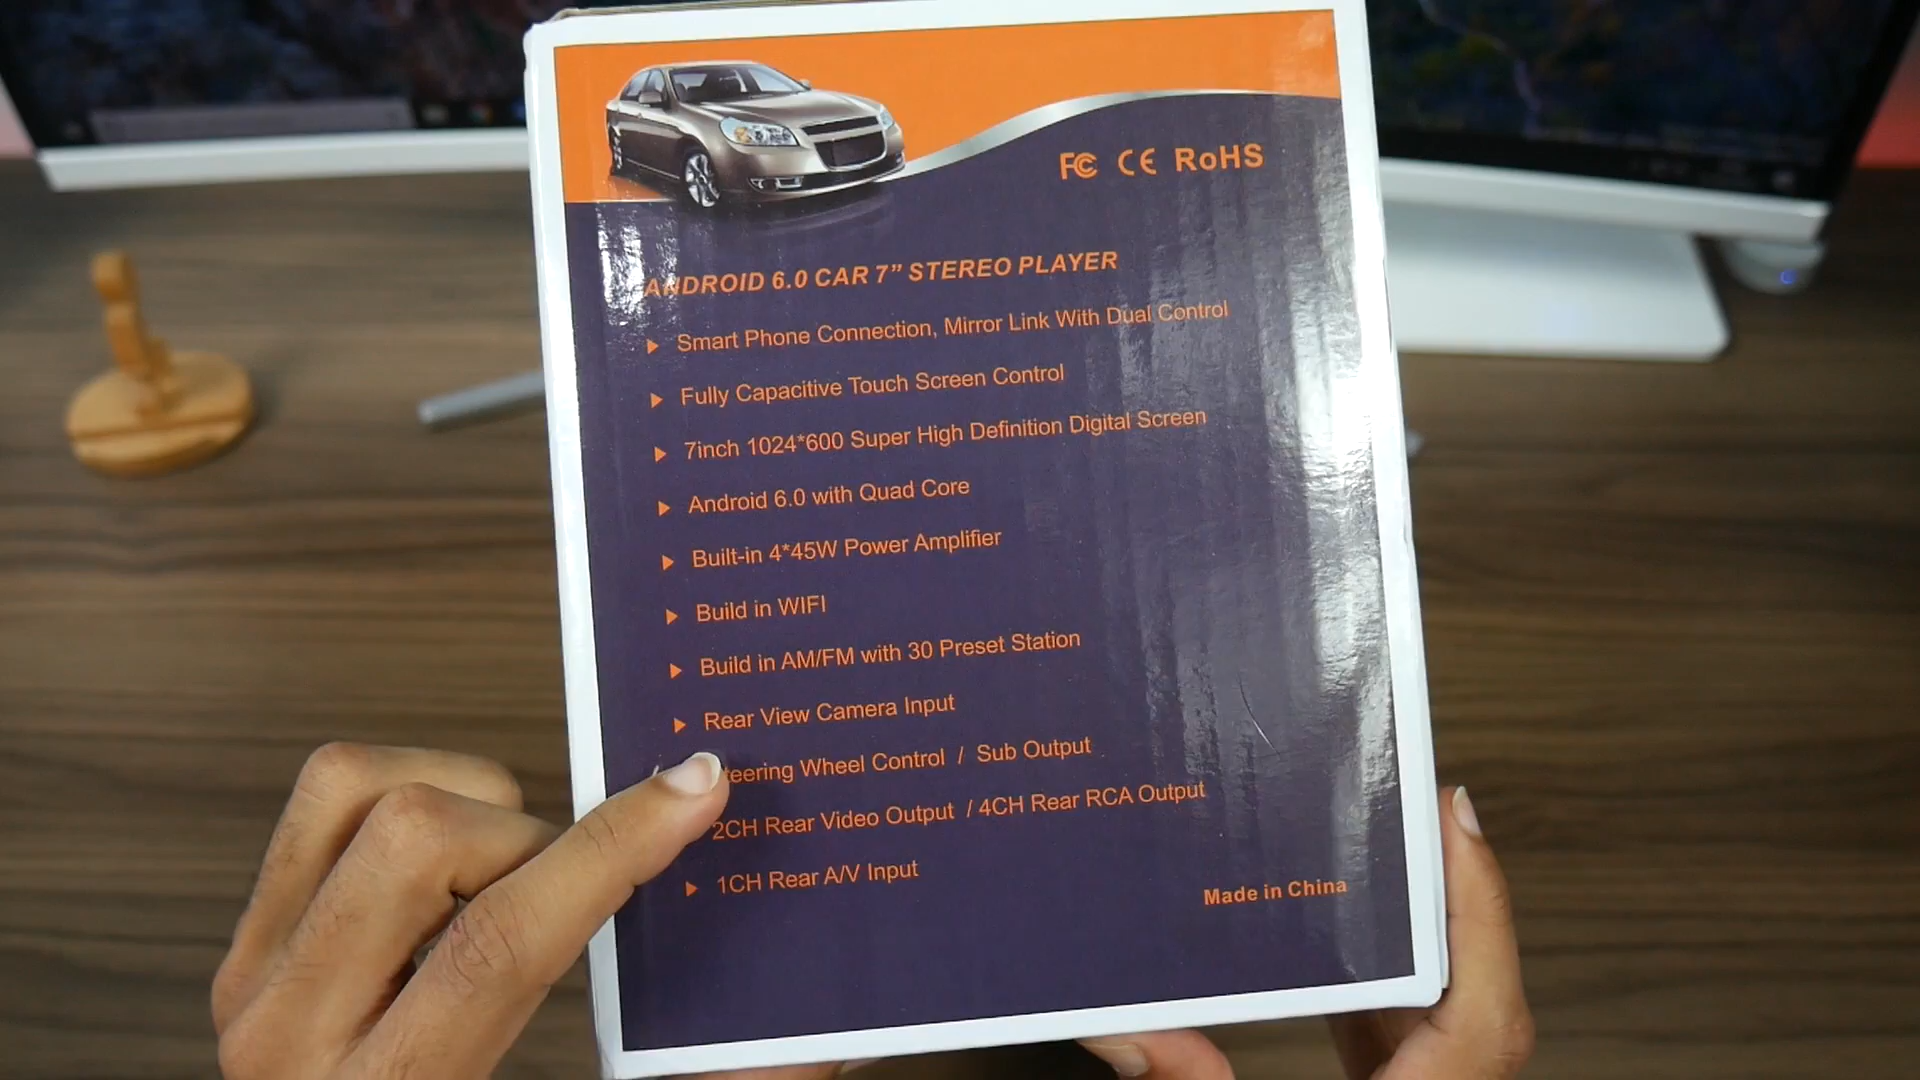 FC CE RoHS
ANDROID 6.0 CAR 7” STEREO PLAYER
Smart Phone Connection, Mirror Link With Dual Control
Fully Capacitive Touch Screen Control
7inch 1024*600 Super High Definition Digital Screen
Android 6.0 with Quad Core
Built-in 4*45W Power Amplifier
Build in WIFI
Build in AM/FM with 30 Preset Station
Rear View Camera Input
teering Wheel Control / Sub Output
2CH Rear Video Output / 4CH Rear RCA Output
1CH Rear A/V Input
Made in China